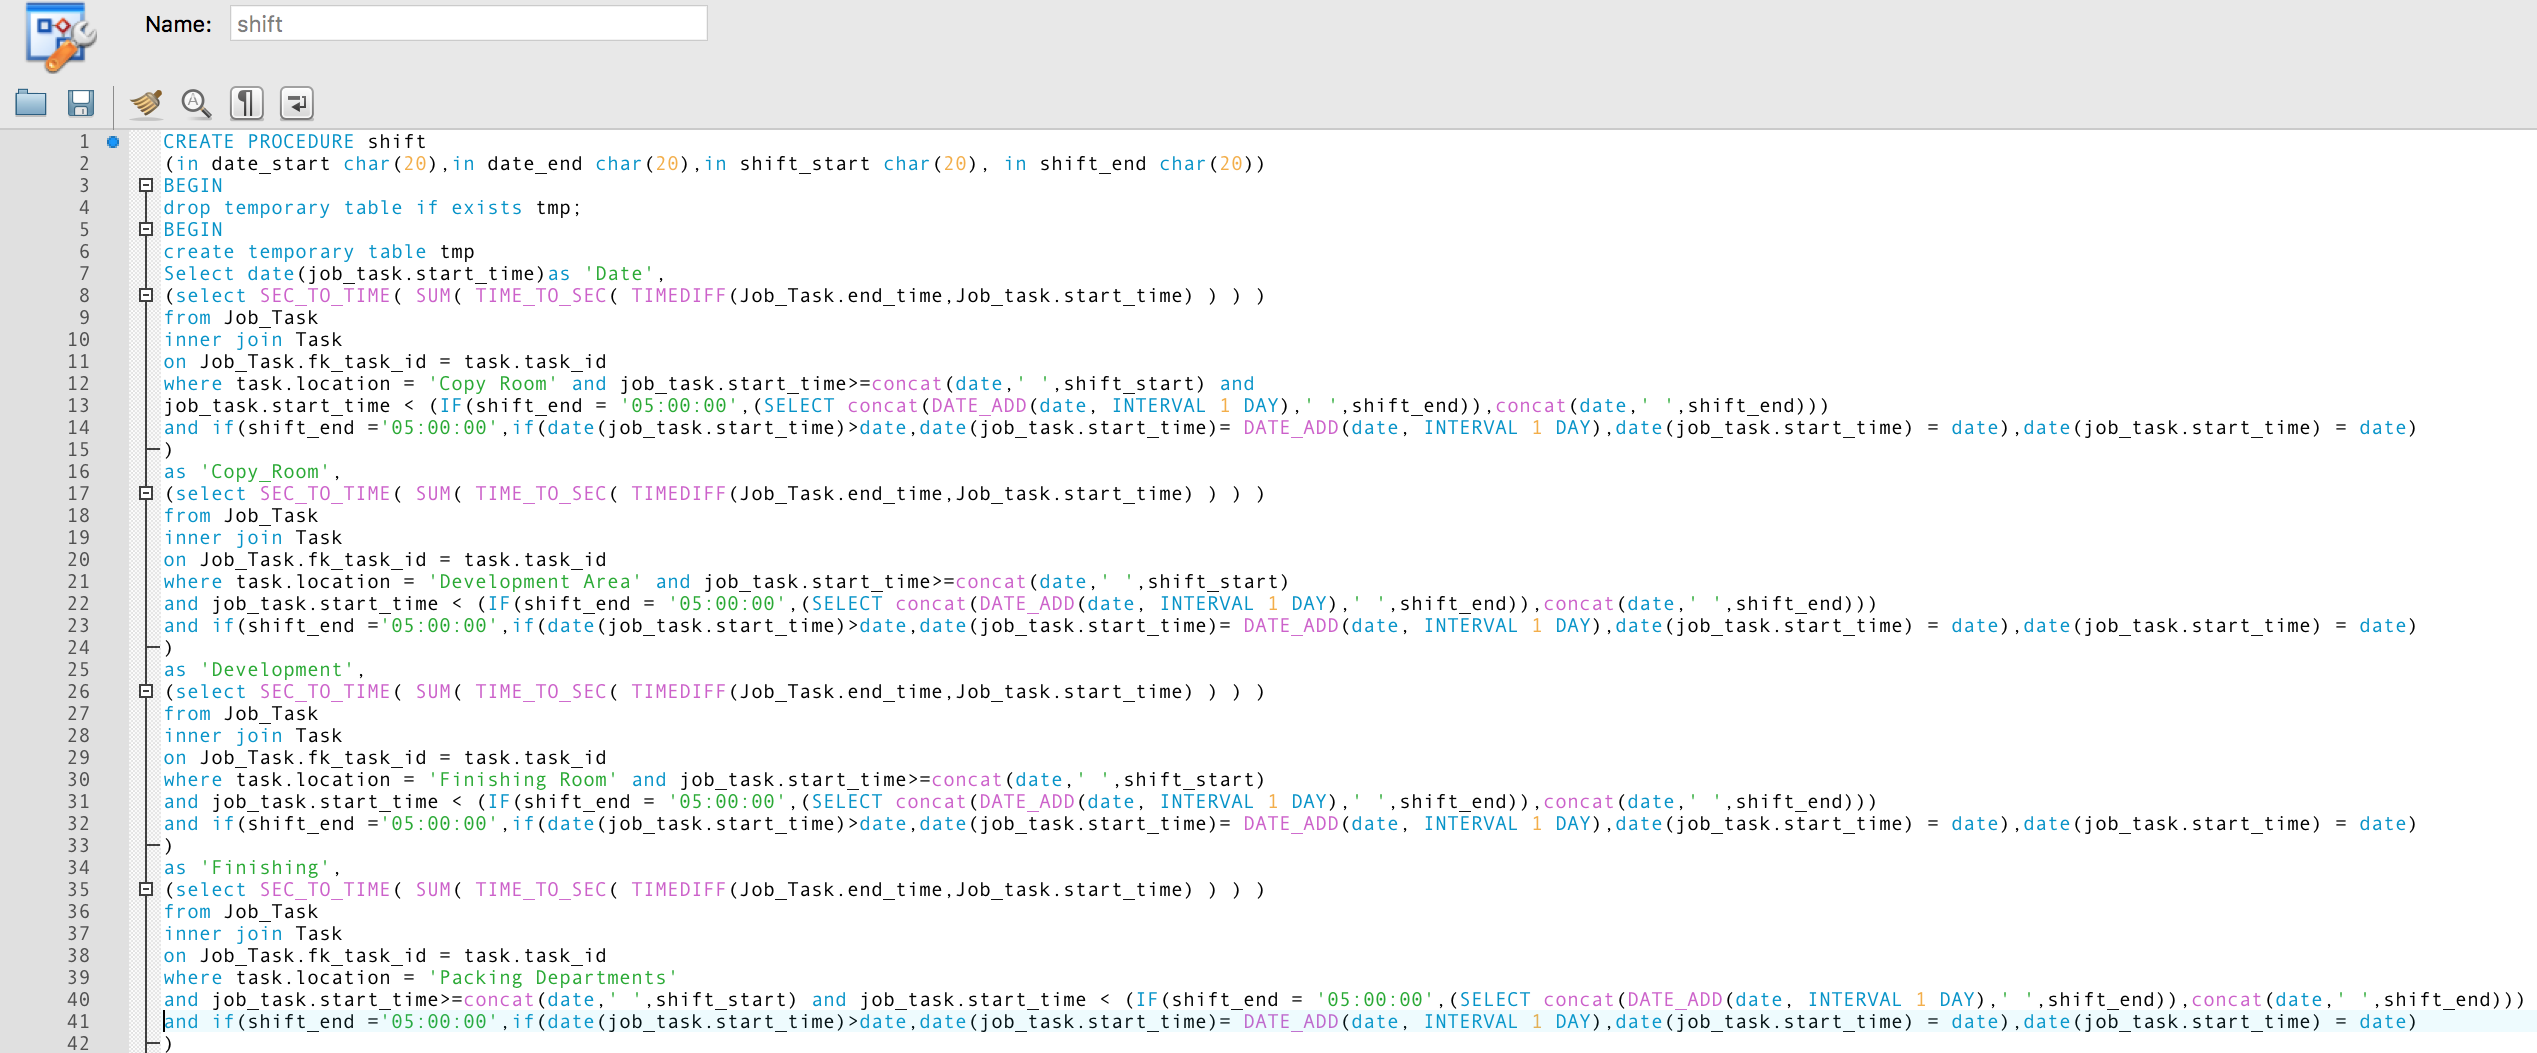 Name: shift
1 CREATE PROCEDURE shift
2 (in date_start char(20),in date_end char(20),in shift_start char(20), in shift_end char(20))
3 BEGIN
4 drop temporary table if exists tmp;
5 BEGIN
6 create temporary table tmp
7 Select date(job_task.start_time)as 'Date',
8 (select SEC_TO_TIME( SUM( TIME_TO_SEC( TIMEDIFF(Job_Task.end_time,Job_task.start_time) ) ) )
9 from Job_Task
10 inner join Task
11 on Job_Task.fk_task_id = task.task_id
12 where task.location = 'Copy Room' and job_task.start_time>=concat(date,' ',shift_start) and
13 job_task.start_time < (IF(shift_end = '05:00:00',(SELECT concat(DATE_ADD(date, INTERVAL 1 DAY),' ',shift_end)),concat(date,' ',shift_end)))
14 and if(shift_end ='05:00:00',if(date(job_task.start_time)>date,date(job_task.start_time)= DATE_ADD(date, INTERVAL 1 DAY),date(job_task.start_time) = date),date(job_task.start_time) = date)
15 )
16 as 'Copy_Room',
17 (select SEC_TO_TIME( SUM( TIME_TO_SEC( TIMEDIFF(Job_Task.end_time,Job_task.start_time) ) ) )
18 from Job_Task
19 inner join Task
20 on Job_Task.fk_task_id = task.task_id
21 where task.location = 'Development Area' and job_task.start_time>=concat(date,' ',shift_start)
22 and job_task.start_time < (IF(shift_end = '05:00:00',(SELECT concat(DATE_ADD(date, INTERVAL 1 DAY),' ',shift_end)),concat(date,' ',shift_end)))
23 and if(shift_end ='05:00:00',if(date(job_task.start_time)>date,date(job_task.start_time)= DATE_ADD(date, INTERVAL 1 DAY),date(job_task.start_time) = date),date(job_task.start_time) = date)
24 )
25 as 'Development',
26 (select SEC_TO_TIME( SUM( TIME_TO_SEC( TIMEDIFF(Job_Task.end_time,Job_task.start_time) ) ) )
27 from Job_Task
28 inner join Task
29 on Job_Task.fk_task_id = task.task_id
30 where task.location = 'Finishing Room' and job_task.start_time>=concat(date,' ',shift_start)
31 and job_task.start_time < (IF(shift_end = '05:00:00',(SELECT concat(DATE_ADD(date, INTERVAL 1 DAY),' ',shift_end)),concat(date,' ',shift_end)))
32 and if(shift_end ='05:00:00',if(date(job_task.start_time)>date,date(job_task.start_time)= DATE_ADD(date, INTERVAL 1 DAY),date(job_task.start_time) = date),date(job_task.start_time) = date)
33 )
34 as 'Finishing',
35 (select SEC_TO_TIME( SUM( TIME_TO_SEC( TIMEDIFF(Job_Task.end_time,Job_task.start_time) ) ) )
36 from Job_Task
37 inner join Task
38 on Job_Task.fk_task_id = task.task_id
39 where task.location = 'Packing Departments'
40 and job_task.start_time>=concat(date,' ',shift_start) and job_task.start_time < (IF(shift_end = '05:00:00',(SELECT concat(DATE_ADD(date, INTERVAL 1 DAY),' ',shift_end)),concat(date,' ',shift_end)))
41 and if(shift_end ='05:00:00',if(date(job_task.start_time)>date,date(job_task.start_time)= DATE_ADD(date, INTERVAL 1 DAY),date(job_task.start_time) = date),date(job_task.start_time) = date)
42 )